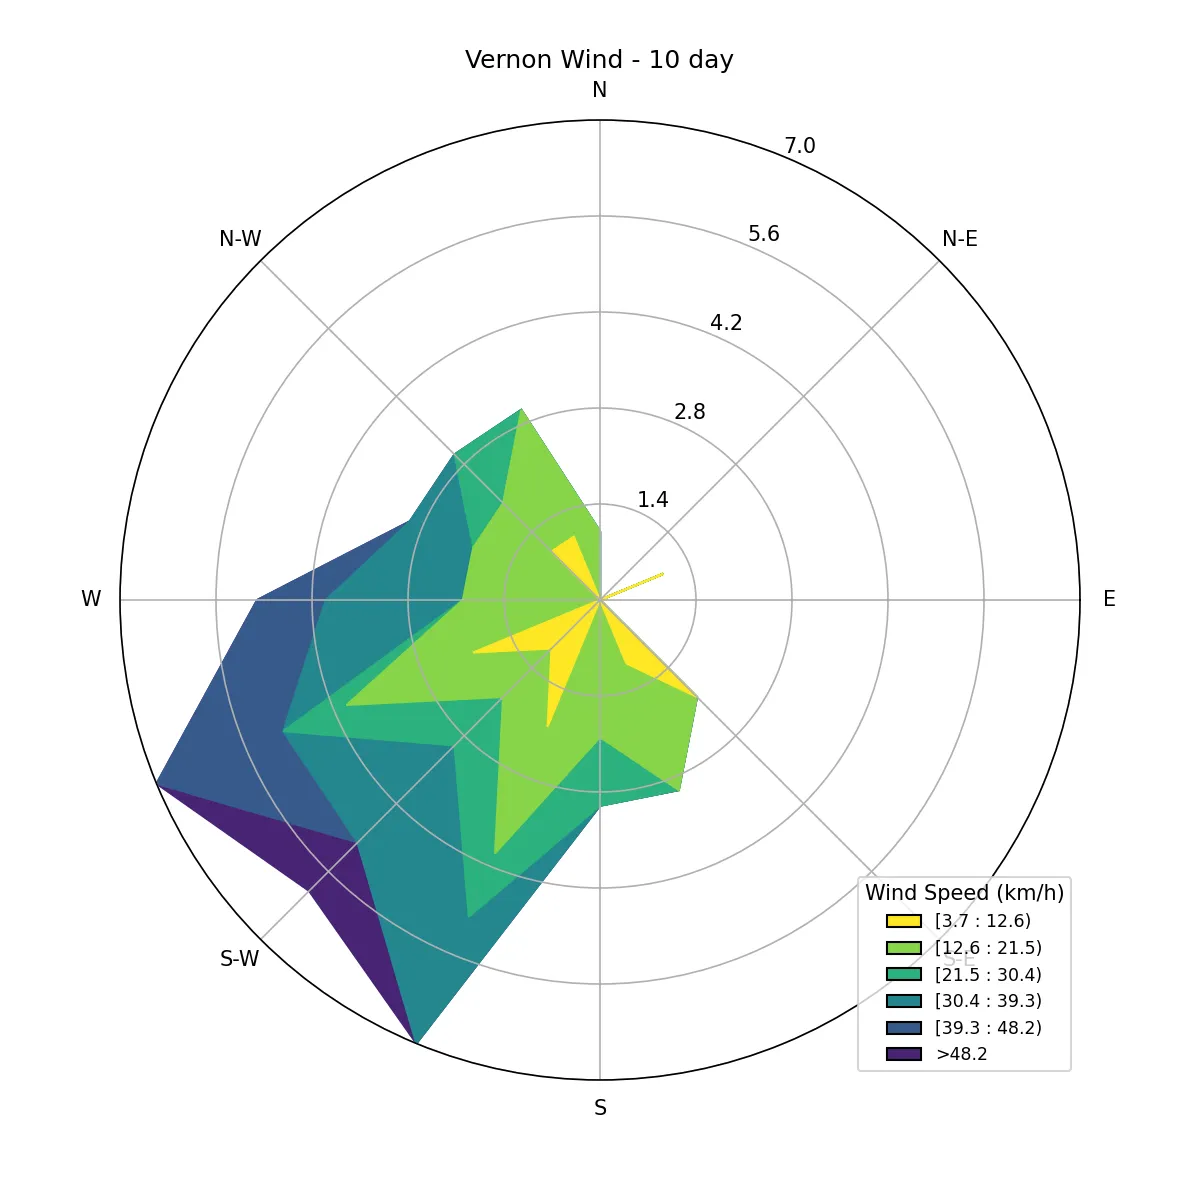 Vernon Wind - 10 day
N
7.0
N-W
5.6
N-E
4.2
2.8
1.4
W
E
S-W
S-E
S
Wind Speed (km/h)
[3.7 : 12.6)
[12.6 : 21.5)
[21.5 : 30.4)
[30.4 : 39.3)
[39.3 : 48.2)
>48.2